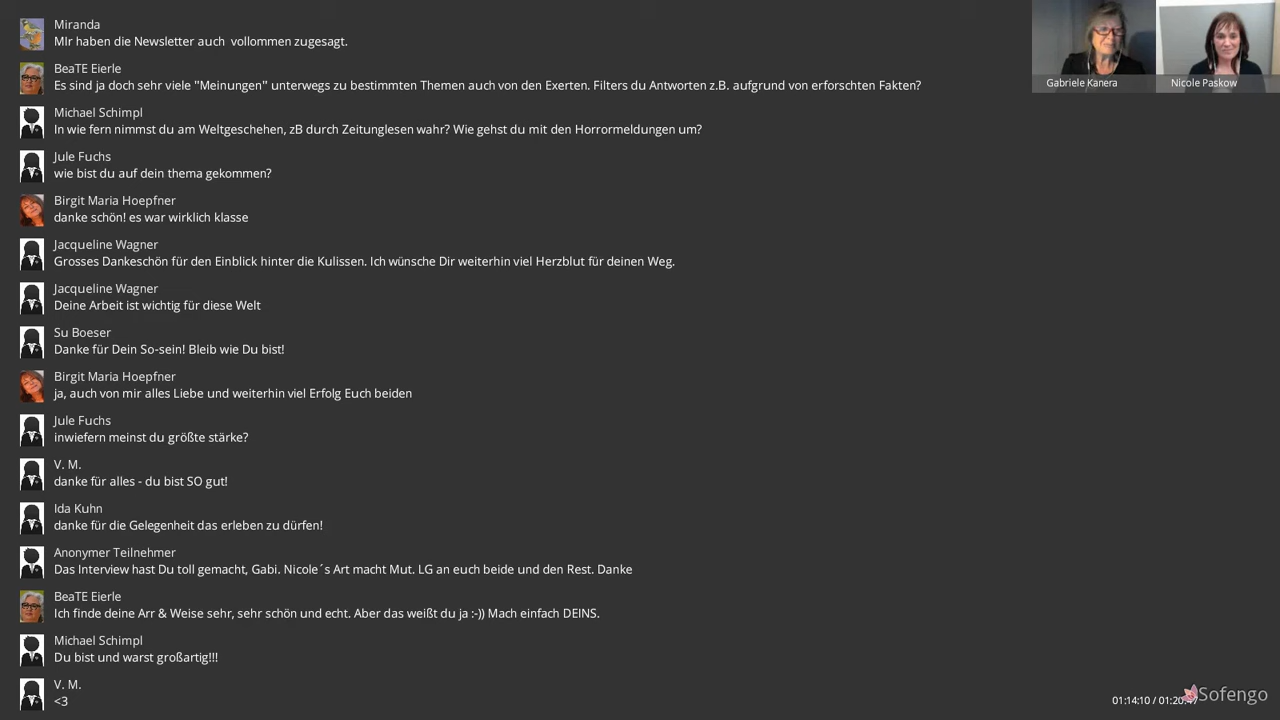 Miranda
MIr haben die Newsletter auch  vollommen zugesagt.
BeaTE Eierle
Es sind ja doch sehr viele "Meinungen" unterwegs zu bestimmten Themen auch von den Exerten. Filters du Antworten z.B. aufgrund von erforschten Fakten?
Michael Schimpl
In wie fern nimmst du am Weltgeschehen, zB durch Zeitunglesen wahr? Wie gehst du mit den Horrormeldungen um?
Jule Fuchs
wie bist du auf dein thema gekommen?
Birgit Maria Hoepfner
danke schön! es war wirklich klasse
Jacqueline Wagner
Grosses Dankeschön für den Einblick hinter die Kulissen. Ich wünsche Dir weiterhin viel Herzblut für deinen Weg.
Jacqueline Wagner
Deine Arbeit ist wichtig für diese Welt
Su Boeser
Danke für Dein So-sein! Bleib wie Du bist!
Birgit Maria Hoepfner
ja, auch von mir alles Liebe und weiterhin viel Erfolg Euch beiden
Jule Fuchs
inwiefern meinst du größte stärke?
V. M.
danke für alles - du bist SO gut!
Ida Kuhn
danke für die Gelegenheit das erleben zu dürfen!
Anonymer Teilnehmer
Das Interview hast Du toll gemacht, Gabi. Nicole´s Art macht Mut. LG an euch beide und den Rest. Danke
BeaTE Eierle
Ich finde deine Arr & Weise sehr, sehr schön und echt. Aber das weißt du ja :-)) Mach einfach DEINS.
Michael Schimpl
Du bist und warst großartig!!!
V. M.
<3
Gabriele Kanera
Nicole Paskow
01:14:10 /
Sofengo